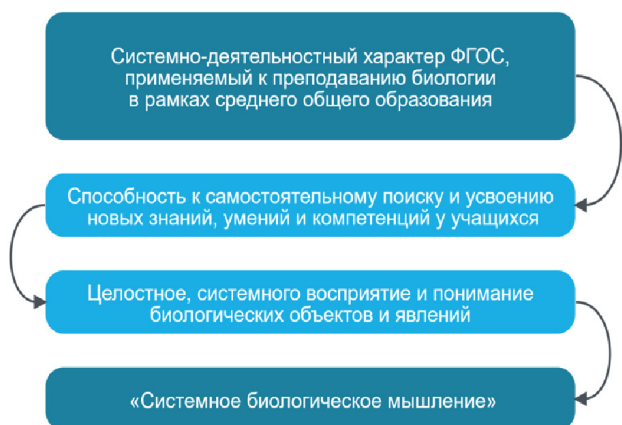 Системно-деятельностный характер ФГОС,
применяемый к преподаванию биологии
в рамках среднего общего образования
Способность к самостоятельному поиску и усвоению
новых знаний, умений и компетенций у учащихся
Целостное, системного восприятие и понимание
биологических объектов и явлений
«Системное биологическое мышление»